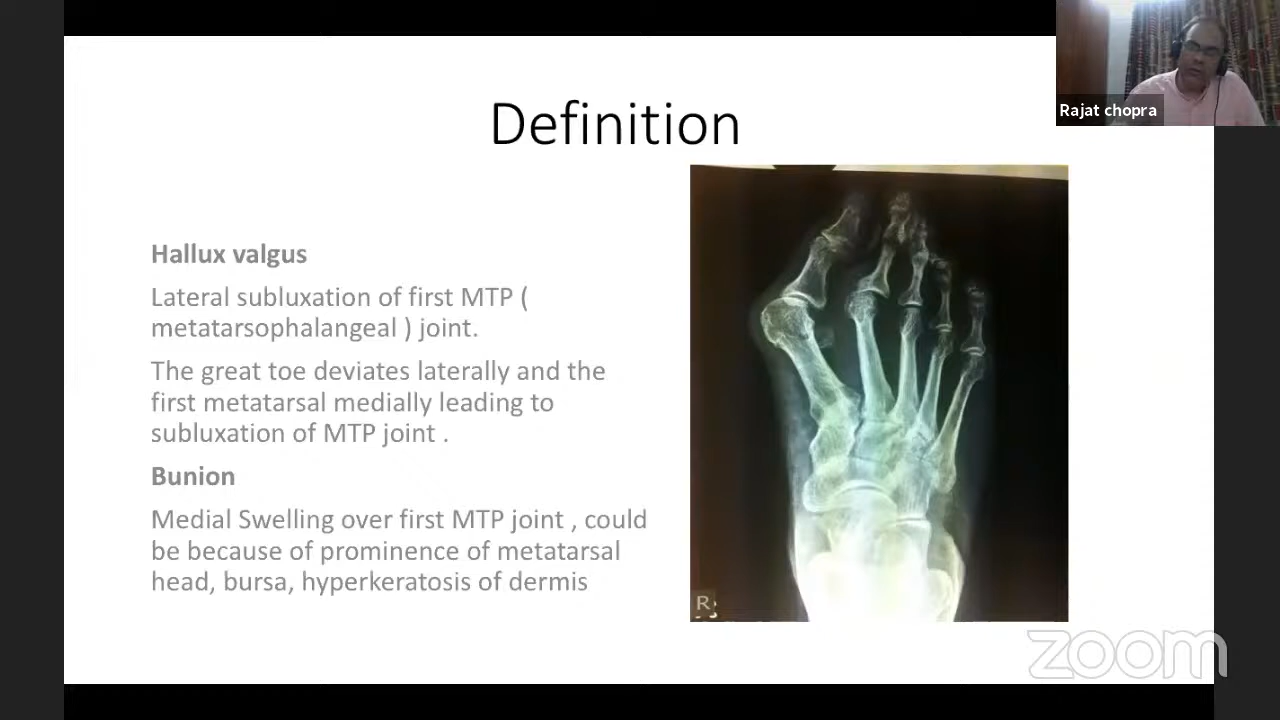 Rajat chopra
Definition
Hallux valgus
Lateral subluxation of first MTP (
metatarsophalangeal ) joint.
The great toe deviates laterally and the
first metatarsal medially leading to
subluxation of MTP joint .
Bunion
Medial Swelling over first MTP joint , could
be because of prominence of metatarsal
head, bursa, hyperkeratosis of dermis
R
zoom